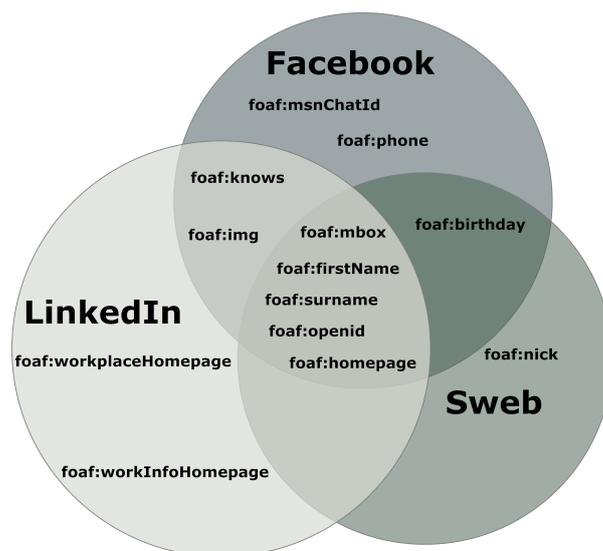 Facebook
foaf:msnChatId
foaf:phone
foaf:knows
foaf:birthday
foaf:mbox
foaf:img
foaf:firstName
foaf:surname
LinkedIn
foaf:openid
foaf:nick
foaf:workplaceHomepage
foaf:homepage
Sweb
foaf:workInfoHomepage